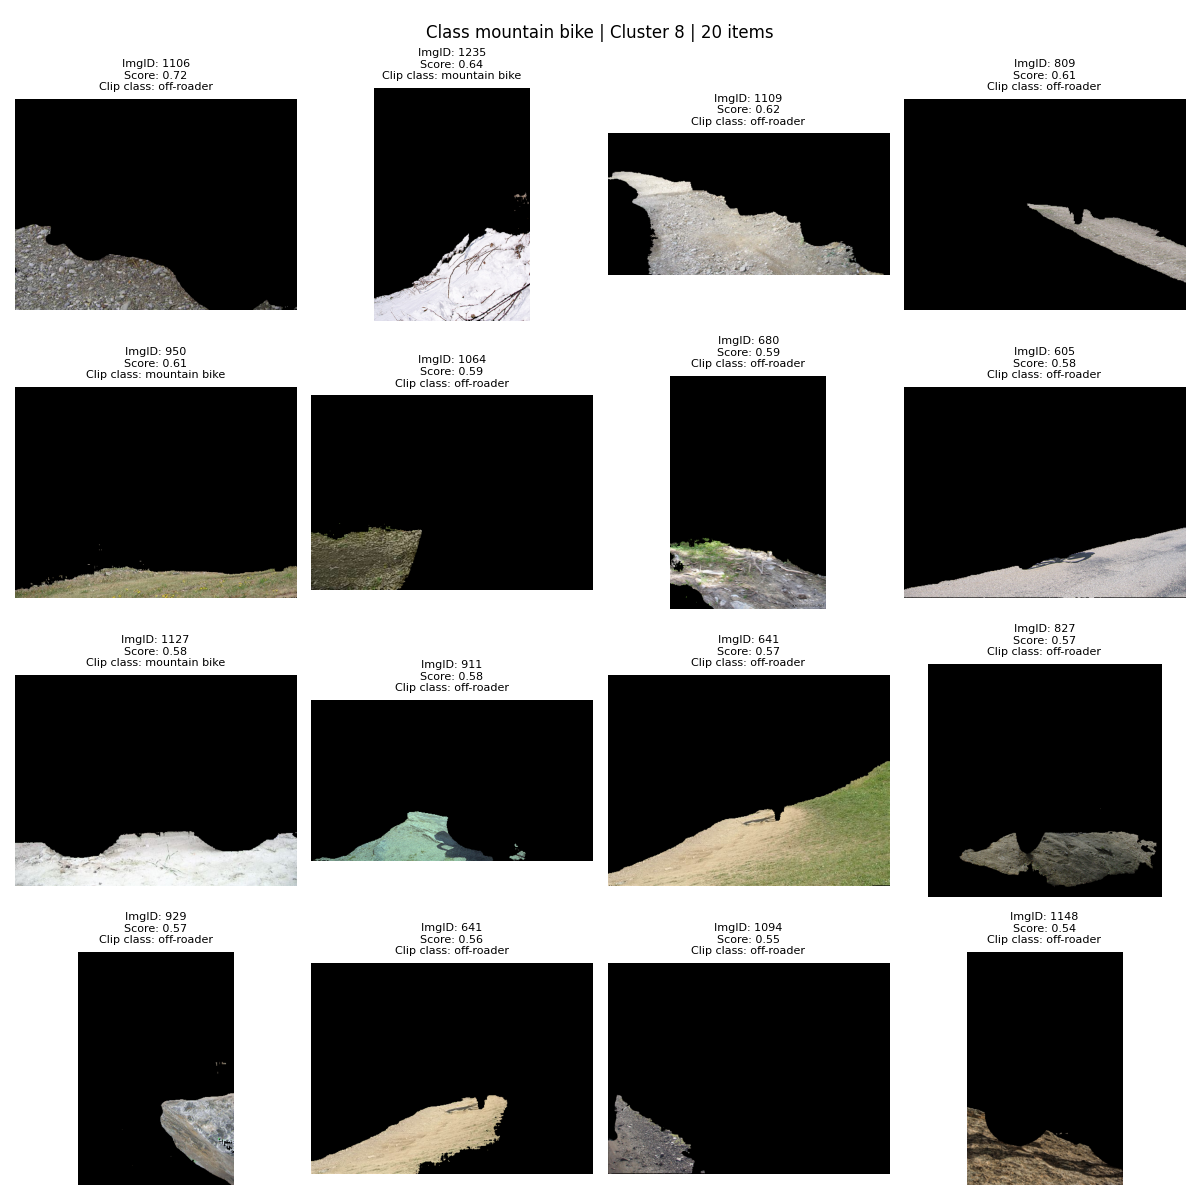 Class mountain bike | Cluster 8 | 20 items
ImgID: 1106
Score: 0.72
Clip class: off-roader
ImgID: 1235
Score: 0.64
Clip class: mountain bike
ImgID: 1109
Score: 0.62
Clip class: off-roader
ImgID: 809
Score: 0.61
Clip class: off-roader
ImgID: 950
Score: 0.61
Clip class: mountain bike
ImgID: 1064
Score: 0.59
Clip class: off-roader
ImgID: 680
Score: 0.59
Clip class: off-roader
ImgID: 605
Score: 0.58
Clip class: off-roader
ImgID: 1127
Score: 0.58
Clip class: mountain bike
ImgID: 911
Score: 0.58
Clip class: off-roader
ImgID: 641
Score: 0.57
Clip class: off-roader
ImgID: 827
Score: 0.57
Clip class: off-roader
ImgID: 929
Score: 0.57
Clip class: off-roader
ImgID: 641
Score: 0.56
Clip class: off-roader
ImgID: 1094
Score: 0.55
Clip class: off-roader
ImgID: 1148
Score: 0.54
Clip class: off-roader